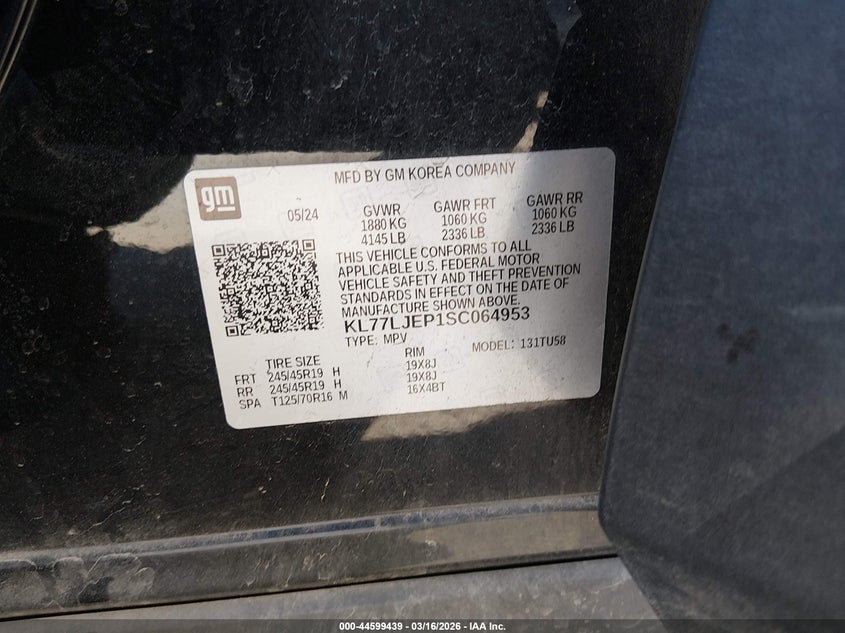 MFD BY GM KOREA COMPANY
gm
05/24
GVWR GAWR FRT GAWR RR
1880 KG 1060 KG 1060 KG
4145 LB 2336 LB 2336 LB
THIS VEHICLE CONFORMS TO ALL
APPLICABLE U.S. FEDERAL MOTOR
VEHICLE SAFETY AND THEFT PREVENTION
STANDARDS IN EFFECT ON THE DATE OF
MANUFACTURE SHOWN ABOVE.
KL77LJEP1SC064953
TYPE: MPV MODEL: 131TU58
TIRE SIZE RIM
FRT 245/45R19 H 19X8J
RR 245/45R19 H 19X8J
SPA T125/70R16 M 16X4BT
000-44599439 - 03/16/2026 - IAA Inc.